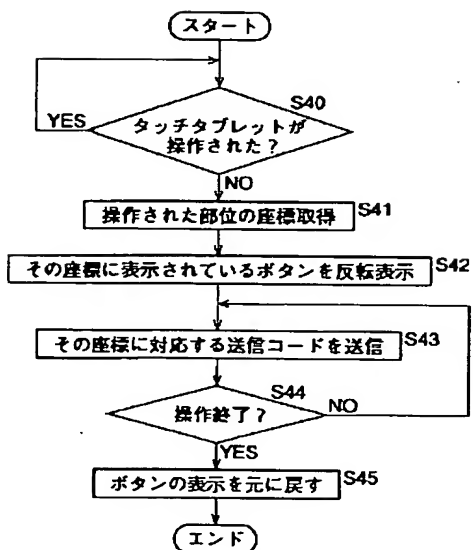 スタート
S40
YES
タッチタブレットが
操作された?
NO
操作された部位の座標取得
S41
その座標に表示されているボタンを反転表示
S42
その座標に対応する送信コードを送信
S43
S44
操作終了?
NO
YES
ボタンの表示を元に戻す
S45
エンド